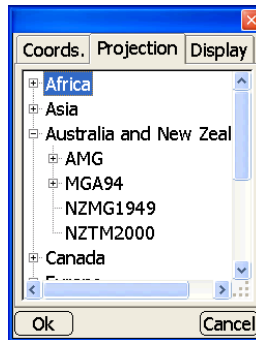 Coords. Projection Display
Africa
Asia
Australia and New Zeal
AMG
MGA94
NZMG1949
NZTM2000
Canada
Ok Cancel